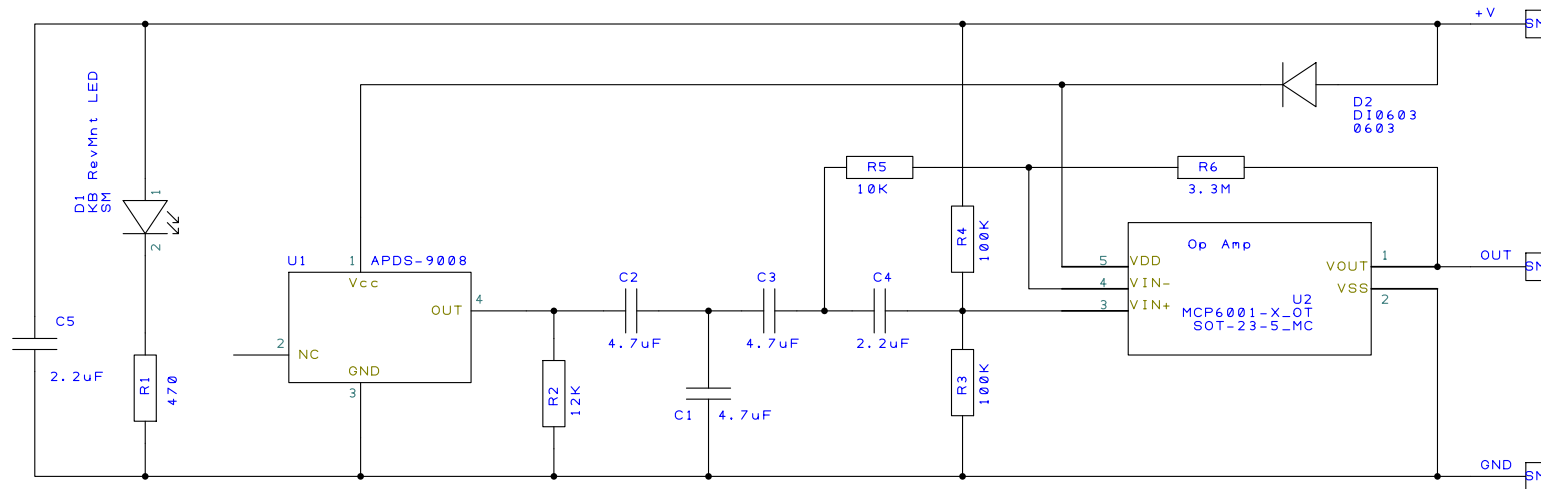 +V
SM
D1
KB RevMnt LED
SM
1
2
D2
DI0603
0603
R5
10K
R6
3.3M
R4
100K
Op Amp
U1
1
APDS-9008
Vcc
OUT
4
2
NC
GND
3
C2
4.7uF
C3
4.7uF
C4
2.2uF
5
VDD
4
VIN-
3
VIN+
VOUT
1
VSS
2
U2
MCP6001-X_OT
SOT-23-5_MC
OUT
SM
C5
2.2uF
R1
470
R2
12K
C1
4.7uF
R3
100K
GND
SM